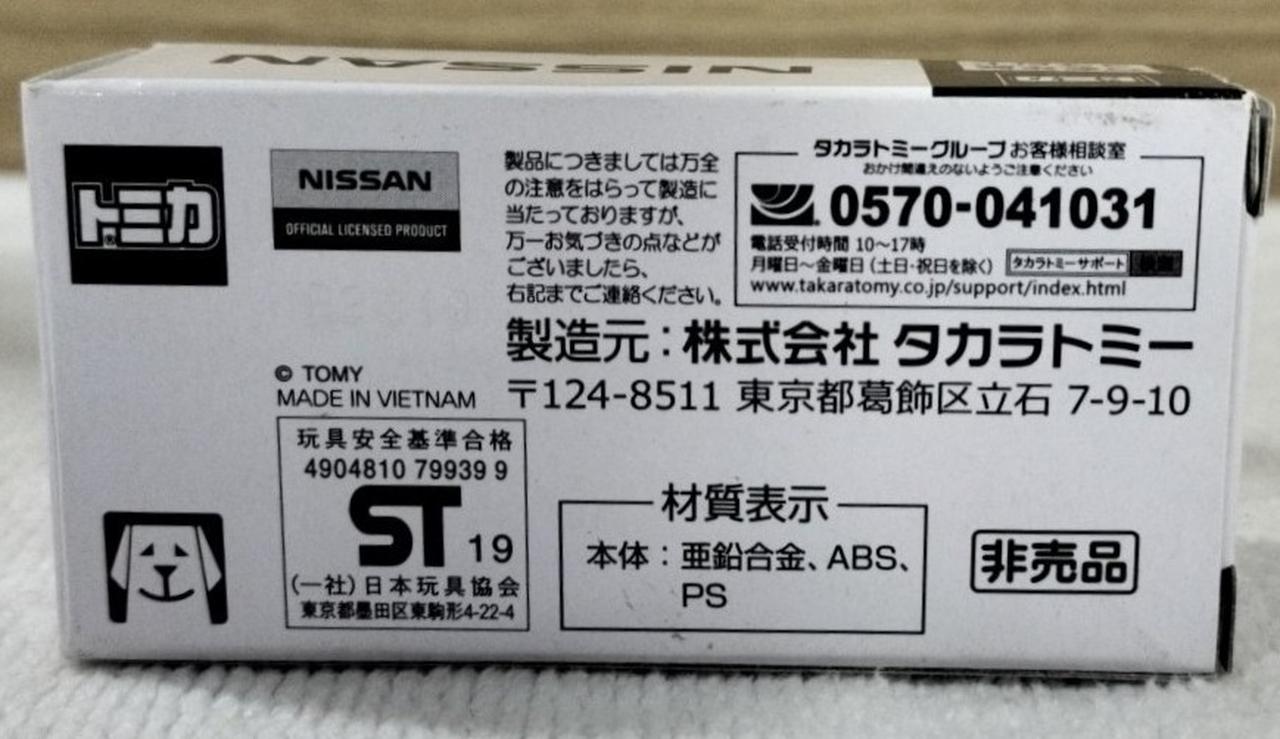 NISSAN
トミカ
NISSAN
OFFICIAL LICENSED PRODUCT
製品につきましては万全
の注意をはらって製造に
当たっておりますが、
万一お気づきの点などが
ございましたら、
右記までご連絡ください。
タカラトミーグループお客様相談室
おかけ間違えのないようご注意ください
0570-041031
電話受付時間 10〜17時
月曜日〜金曜日(土日・祝日を除く) タカラトミーサポート
www.takaratomy.co.jp/support/index.html
製造元:株式会社 タカラトミー
〒124-8511 東京都葛飾区立石 7-9-10
© TOMY
MADE IN VIETNAM
玩具安全基準合格
4904810 79939 9
ST 19
(一社)日本玩具協会
東京都墨田区東駒形4-22-4
材質表示
本体:亜鉛合金、ABS、
PS
非売品